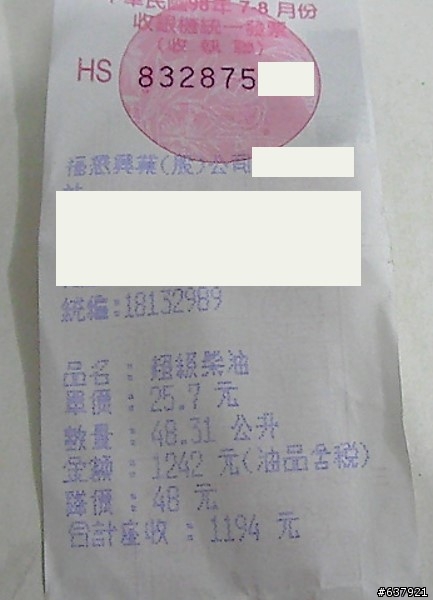 中華民國98年7-8月份
收銀機統一發票
(收執聯)
HS 832875
福懋興業(股)公司
站
統編:18132989
品名:超級柴油
單價:25.7 元
數量:48.31 公升
金額:1242 元(油品含稅)
降價:48 元
合計應收:1194 元
#637921